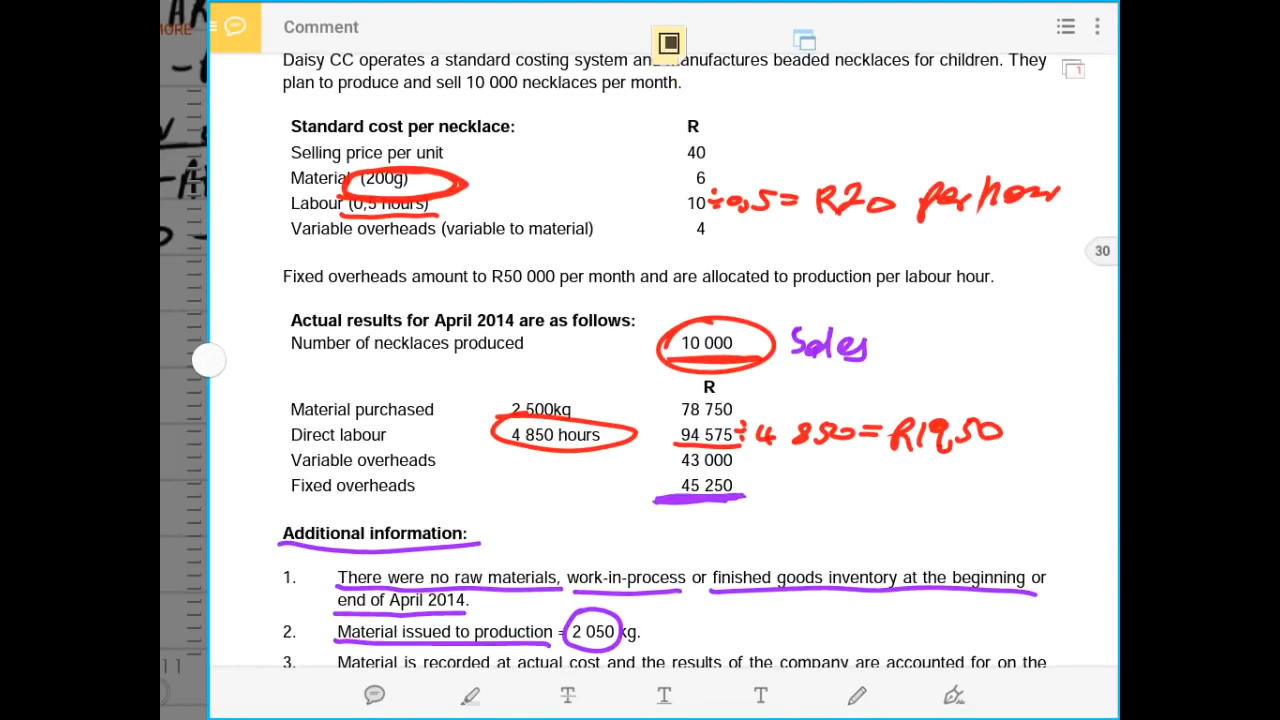 MORE
Comment
Daisy CC operates a standard costing system an manufactures beaded necklaces for children. They
plan to produce and sell 10 000 necklaces per month.
1
Standard cost per necklace: R
Selling price per unit 40
Material (200g) 6
Labour (0,5 hours) 10 ÷0,5 = R20 per hour
Variable overheads (variable to material) 4
30
Fixed overheads amount to R50 000 per month and are allocated to production per labour hour.
Actual results for April 2014 are as follows:
Number of necklaces produced 10 000 Sales
R
Material purchased 2 500kg 78 750
Direct labour 4 850 hours 94 575 ÷4 850 = R19,50
Variable overheads 43 000
Fixed overheads 45 250
Additional information:
1. There were no raw materials, work-in-process or finished goods inventory at the beginning or
end of April 2014.
2. Material issued to production = 2 050 kg.
3. Material is recorded at actual cost and the results of the company are accounted for on the
11
T T T